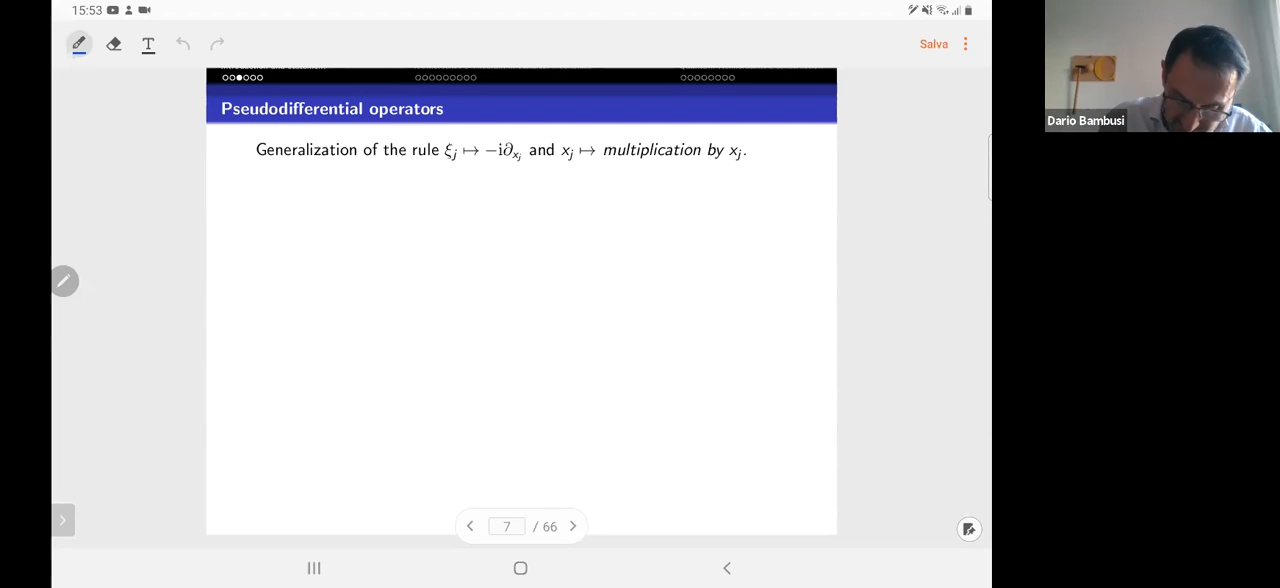 15:53
Salva
Pseudodifferential operators
Generalization of the rule ξ_j ↦ −i∂_{x_j} and x_j ↦ multiplication by x_j.
7 / 66
Dario Bambusi